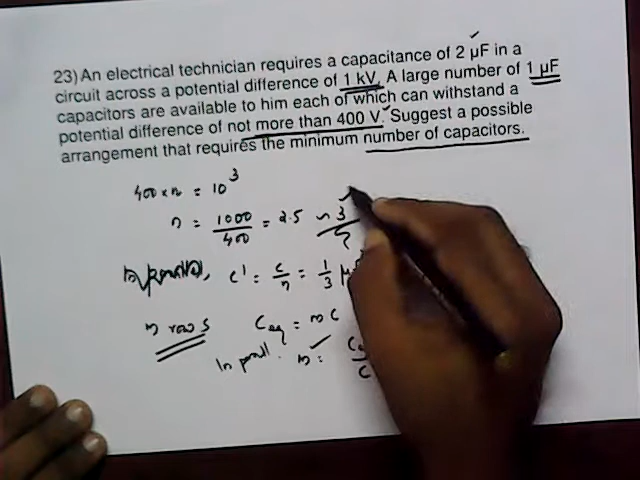 23) An electrical technician requires a capacitance of 2 µF in a
circuit across a potential difference of 1 kV. A large number of 1 µF
capacitors are available to him each of which can withstand a
potential difference of not more than 400 V. Suggest a possible
arrangement that requires the minimum number of capacitors.
400 × n = 10³
n = 1000/400 = 2.5 ~ 3
C' = C/n = 1/3 µ
rows Ceq = mC
In parall. m =